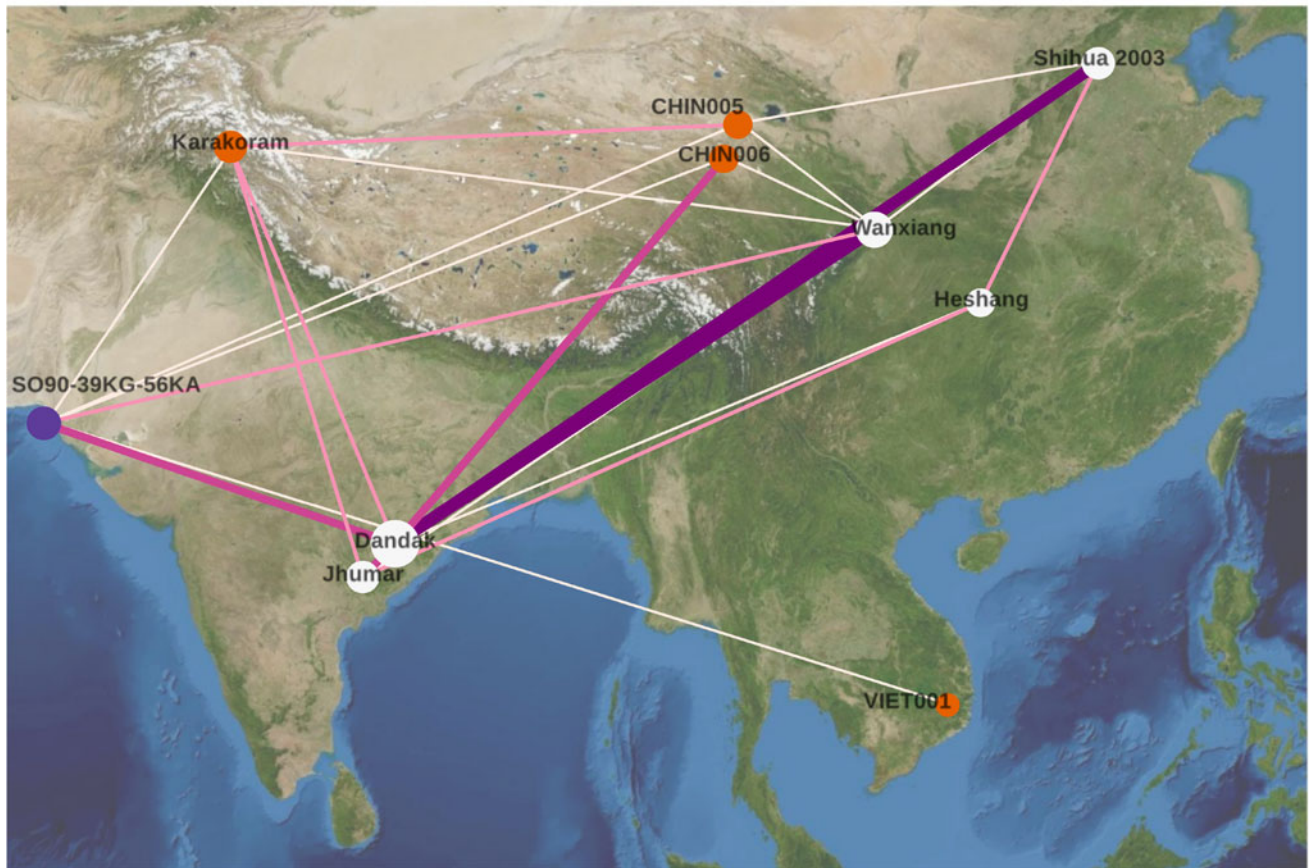 Shihua 2003
CHIN005
Karakoram
CHIN006
Wanxiang
Heshang
SO90-39KG-56KA
Dandak
Jhumar
VIET001